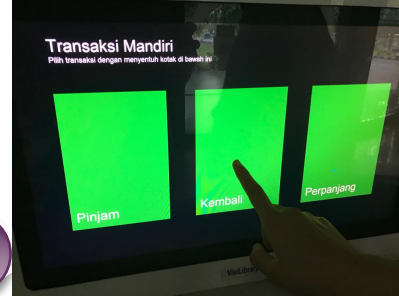 Transaksi Mandiri
Pilih transaksi dengan menyentuh kotak di bawah ini
Pinjam
Kembali
Perpanjang